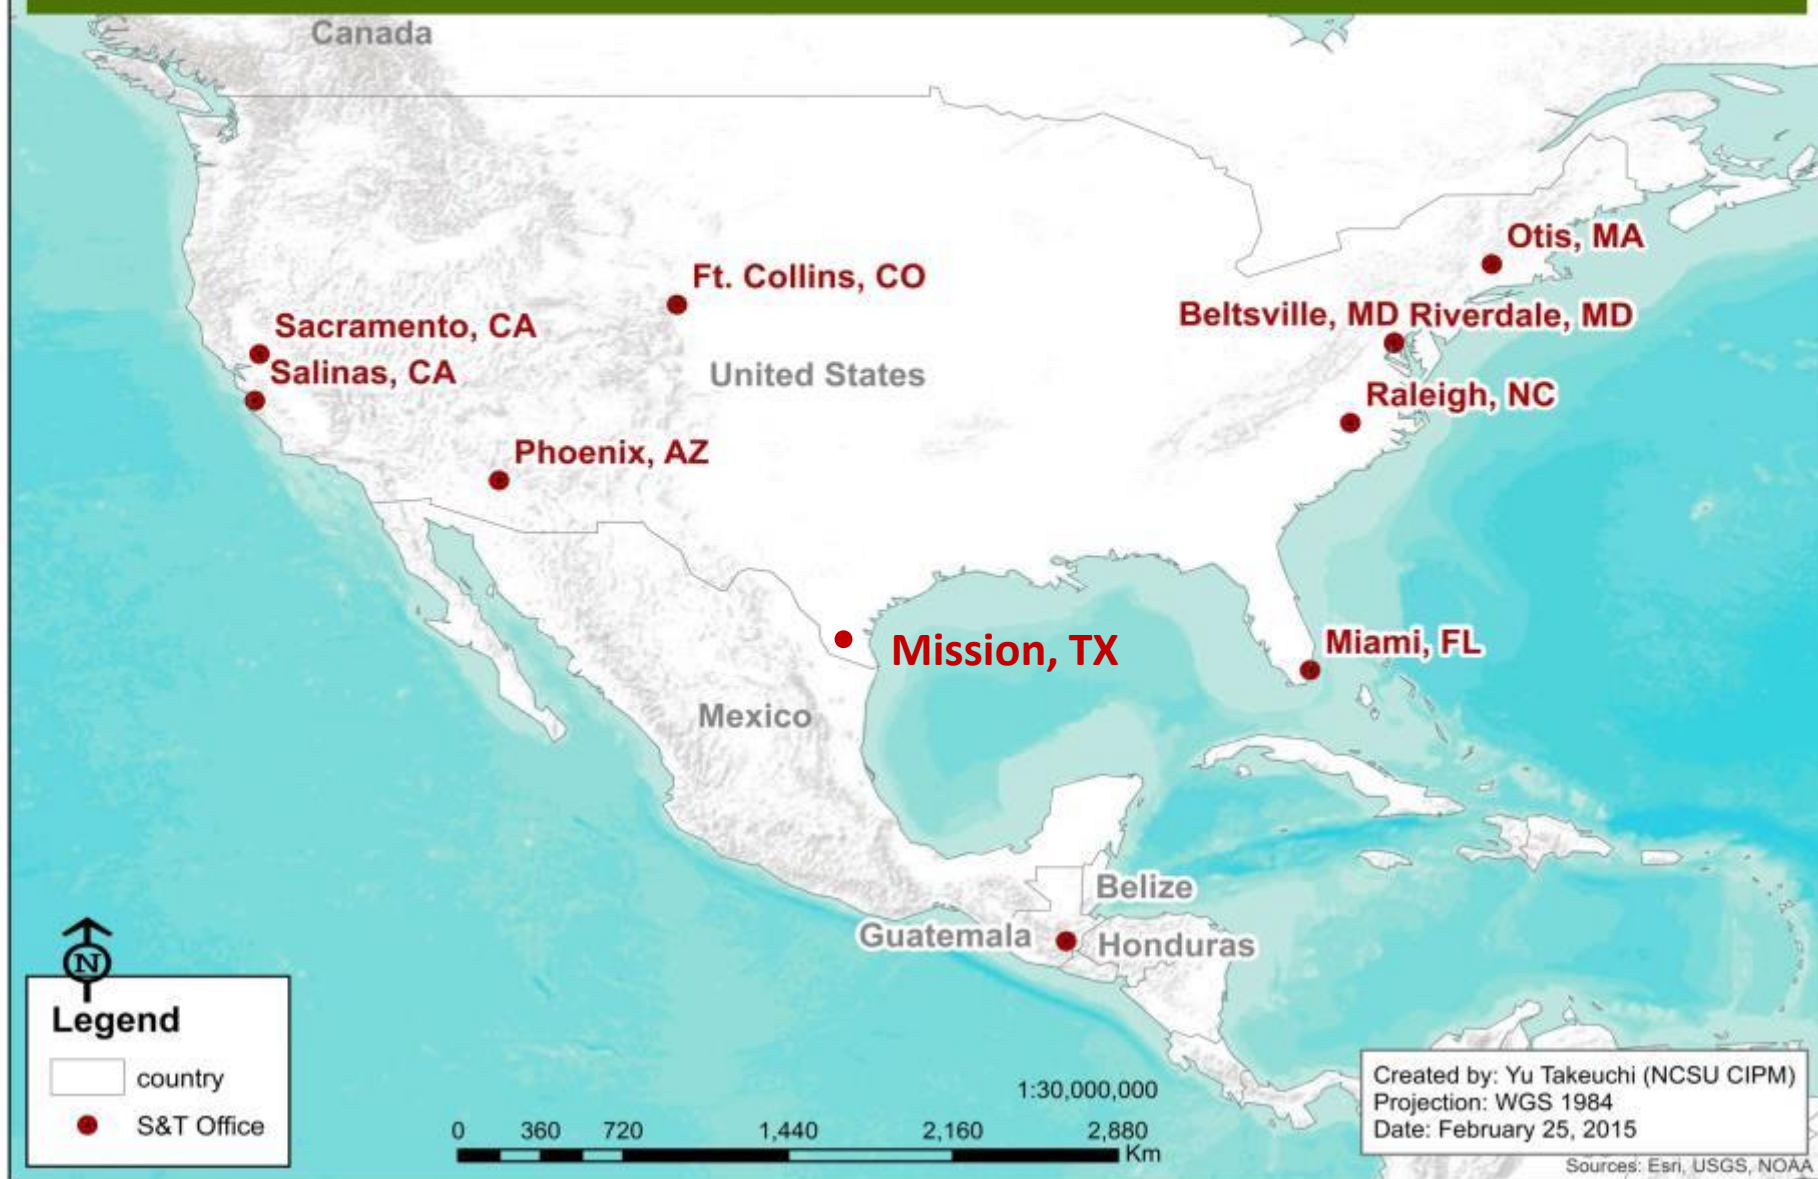 Canada
Otis, MA
Ft. Collins, CO
Beltsville, MD Riverdale, MD
Sacramento, CA
Salinas, CA
United States
Raleigh, NC
Phoenix, AZ
Mission, TX
Miami, FL
Mexico
Belize
Guatemala
Honduras
N
Legend
country
S&T Office
1:30,000,000
0 360 720 1,440 2,160 2,880
Km
Created by: Yu Takeuchi (NCSU CIPM)
Projection: WGS 1984
Date: February 25, 2015
Sources: Esri, USGS, NOAA